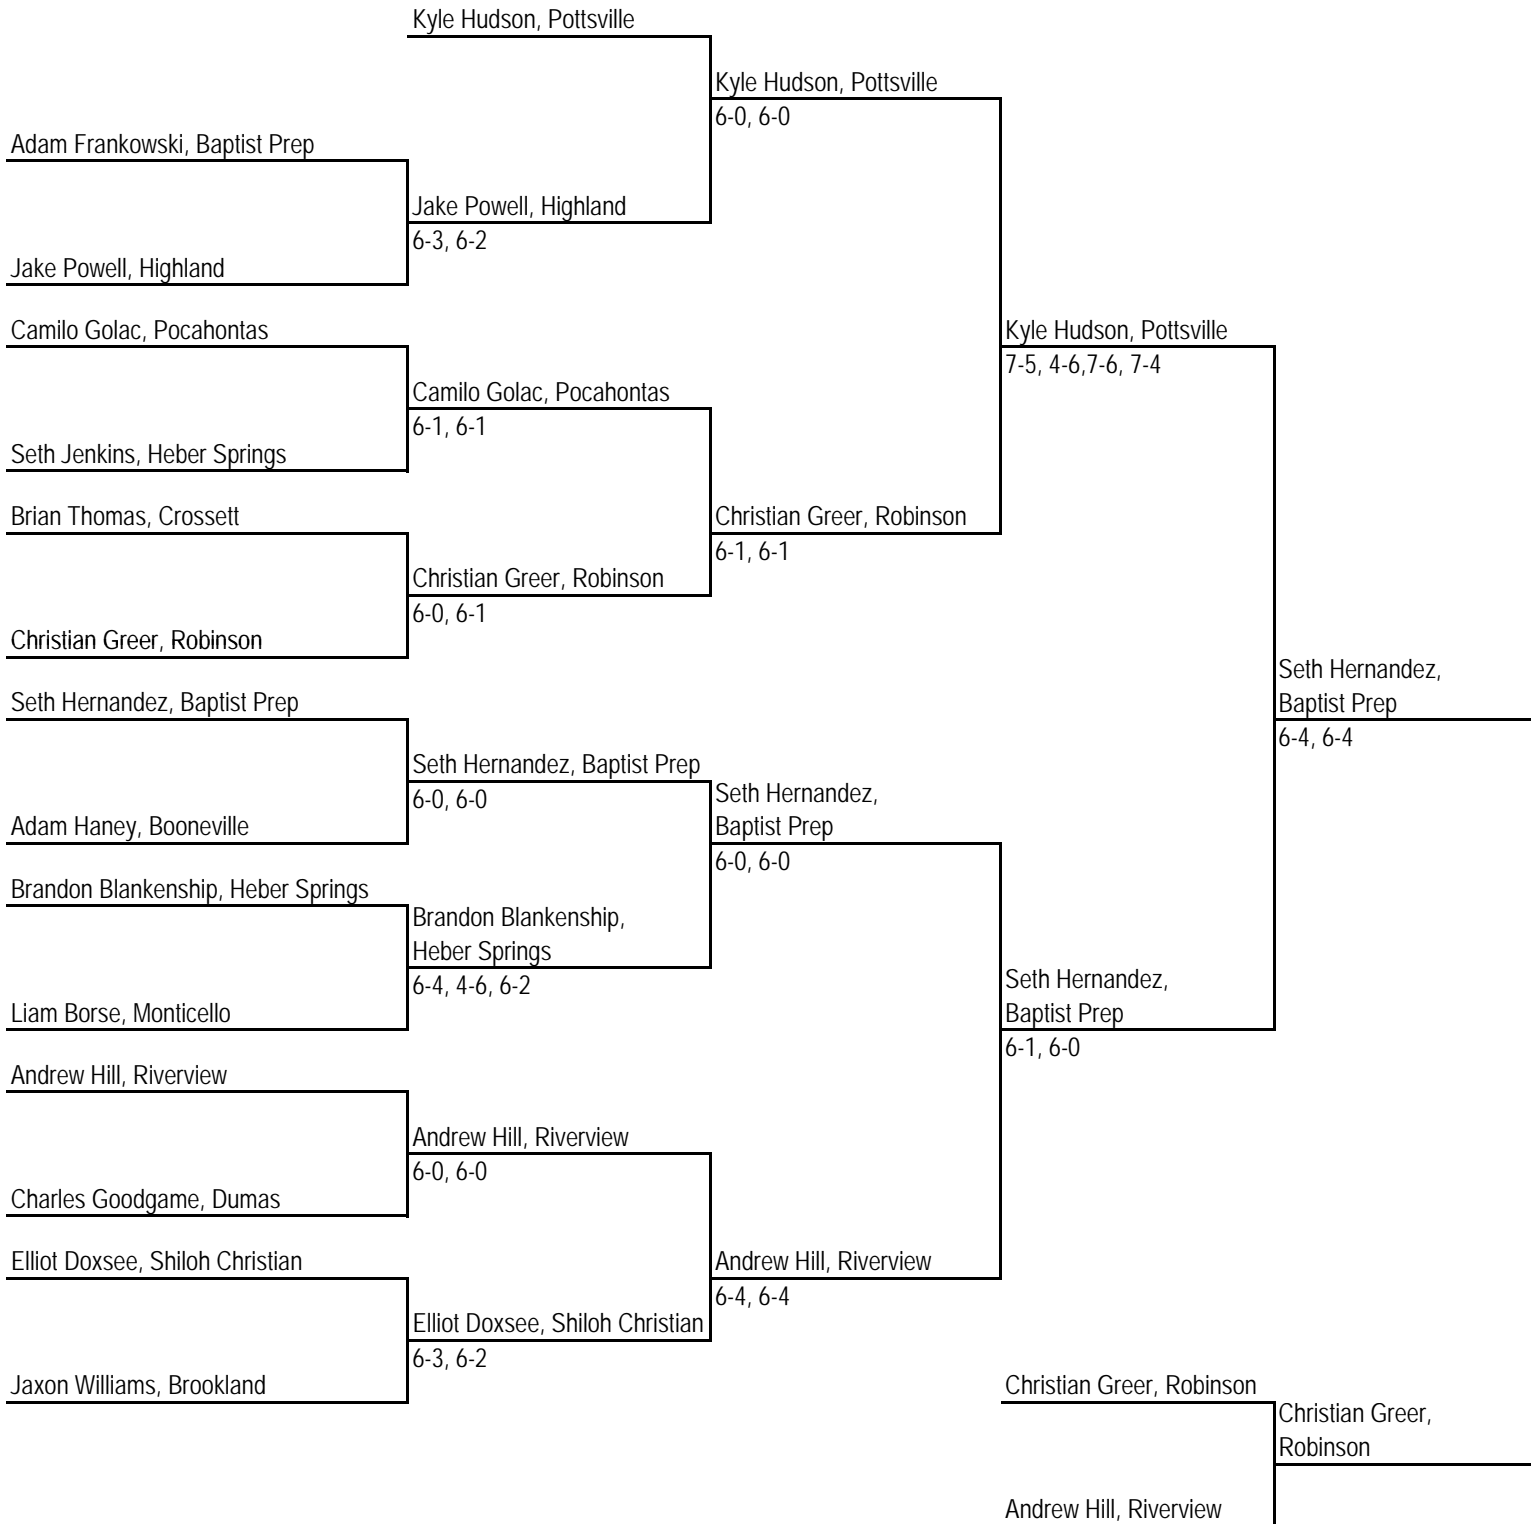 Kyle Hudson, Pottsville
Kyle Hudson, Pottsville
6-0, 6-0
Adam Frankowski, Baptist Prep
Jake Powell, Highland
6-3, 6-2
Jake Powell, Highland
Camilo Golac, Pocahontas
Kyle Hudson, Pottsville
7-5, 4-6,7-6, 7-4
Camilo Golac, Pocahontas
6-1, 6-1
Seth Jenkins, Heber Springs
Brian Thomas, Crossett
Christian Greer, Robinson
6-1, 6-1
Christian Greer, Robinson
6-0, 6-1
Christian Greer, Robinson
Seth Hernandez,
Baptist Prep
6-4, 6-4
Seth Hernandez, Baptist Prep
Seth Hernandez, Baptist Prep
6-0, 6-0
Seth Hernandez,
Baptist Prep
6-0, 6-0
Adam Haney, Booneville
Brandon Blankenship, Heber Springs
Brandon Blankenship,
Heber Springs
6-4, 4-6, 6-2
Seth Hernandez,
Baptist Prep
6-1, 6-0
Liam Borse, Monticello
Andrew Hill, Riverview
Andrew Hill, Riverview
6-0, 6-0
Charles Goodgame, Dumas
Elliot Doxsee, Shiloh Christian
Andrew Hill, Riverview
6-4, 6-4
Elliot Doxsee, Shiloh Christian
6-3, 6-2
Jaxon Williams, Brookland
Christian Greer, Robinson
Christian Greer,
Robinson
Andrew Hill, Riverview